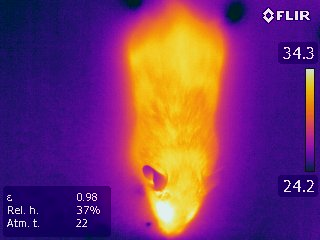 FLIR
34.3
24.2
ε 0.98
Rel. h. 37%
Atm. t. 22